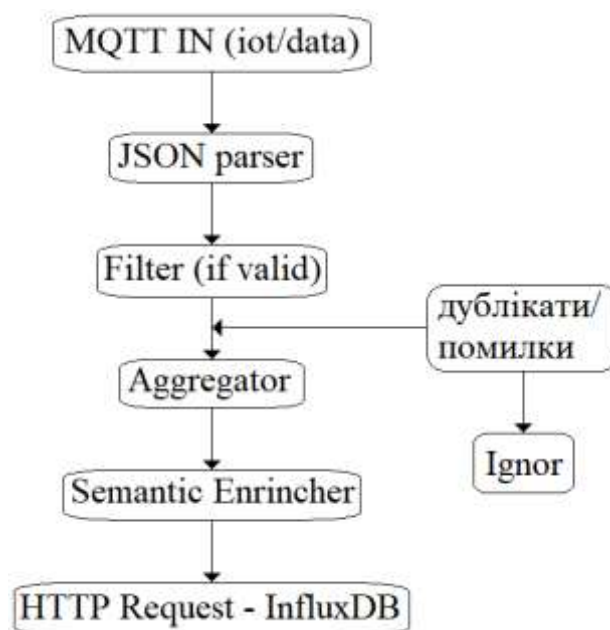 MQTT IN (iot/data)
JSON parser
Filter (if valid)
дублікати/
помилки
Aggregator
Ignor
Semantic Enrincher
HTTP Request - InfluxDB